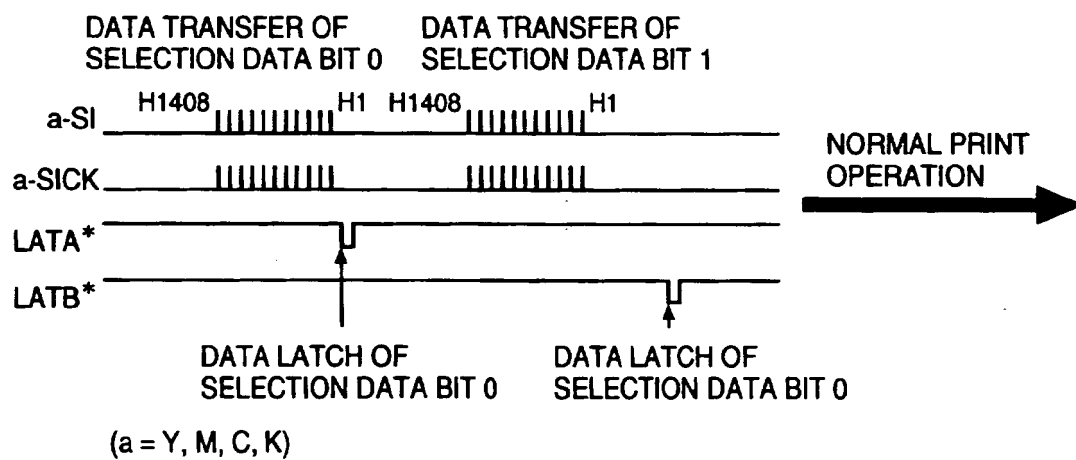 DATA TRANSFER OF
SELECTION DATA BIT 0
DATA TRANSFER OF
SELECTION DATA BIT 1
H1408
H1
H1408
H1
a-SI
a-SICK
LATA*
LATB*
NORMAL PRINT
OPERATION
DATA LATCH OF
SELECTION DATA BIT 0
DATA LATCH OF
SELECTION DATA BIT 0
(a = Y, M, C, K)